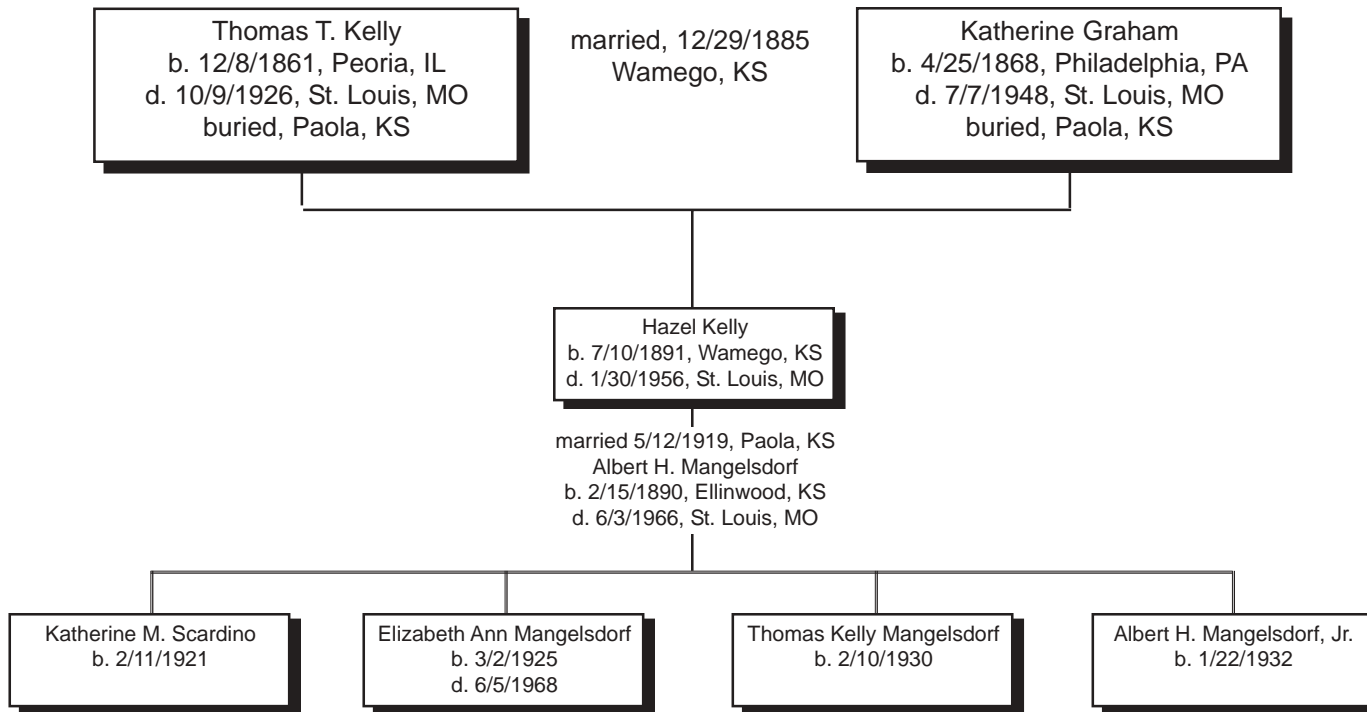 Thomas T. Kelly
b. 12/8/1861, Peoria, IL
d. 10/9/1926, St. Louis, MO
buried, Paola, KS
married, 12/29/1885
Wamego, KS
Katherine Graham
b. 4/25/1868, Philadelphia, PA
d. 7/7/1948, St. Louis, MO
buried, Paola, KS
Hazel Kelly
b. 7/10/1891, Wamego, KS
d. 1/30/1956, St. Louis, MO
married 5/12/1919, Paola, KS
Albert H. Mangelsdorf
b. 2/15/1890, Ellinwood, KS
d. 6/3/1966, St. Louis, MO
Katherine M. Scardino
b. 2/11/1921
Elizabeth Ann Mangelsdorf
b. 3/2/1925
d. 6/5/1968
Thomas Kelly Mangelsdorf
b. 2/10/1930
Albert H. Mangelsdorf, Jr.
b. 1/22/1932